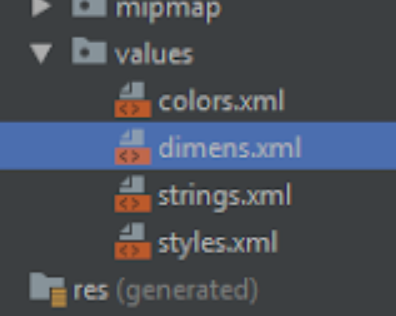 mipmap
values
colors.xml
dimens.xml
strings.xml
styles.xml
res (generated)